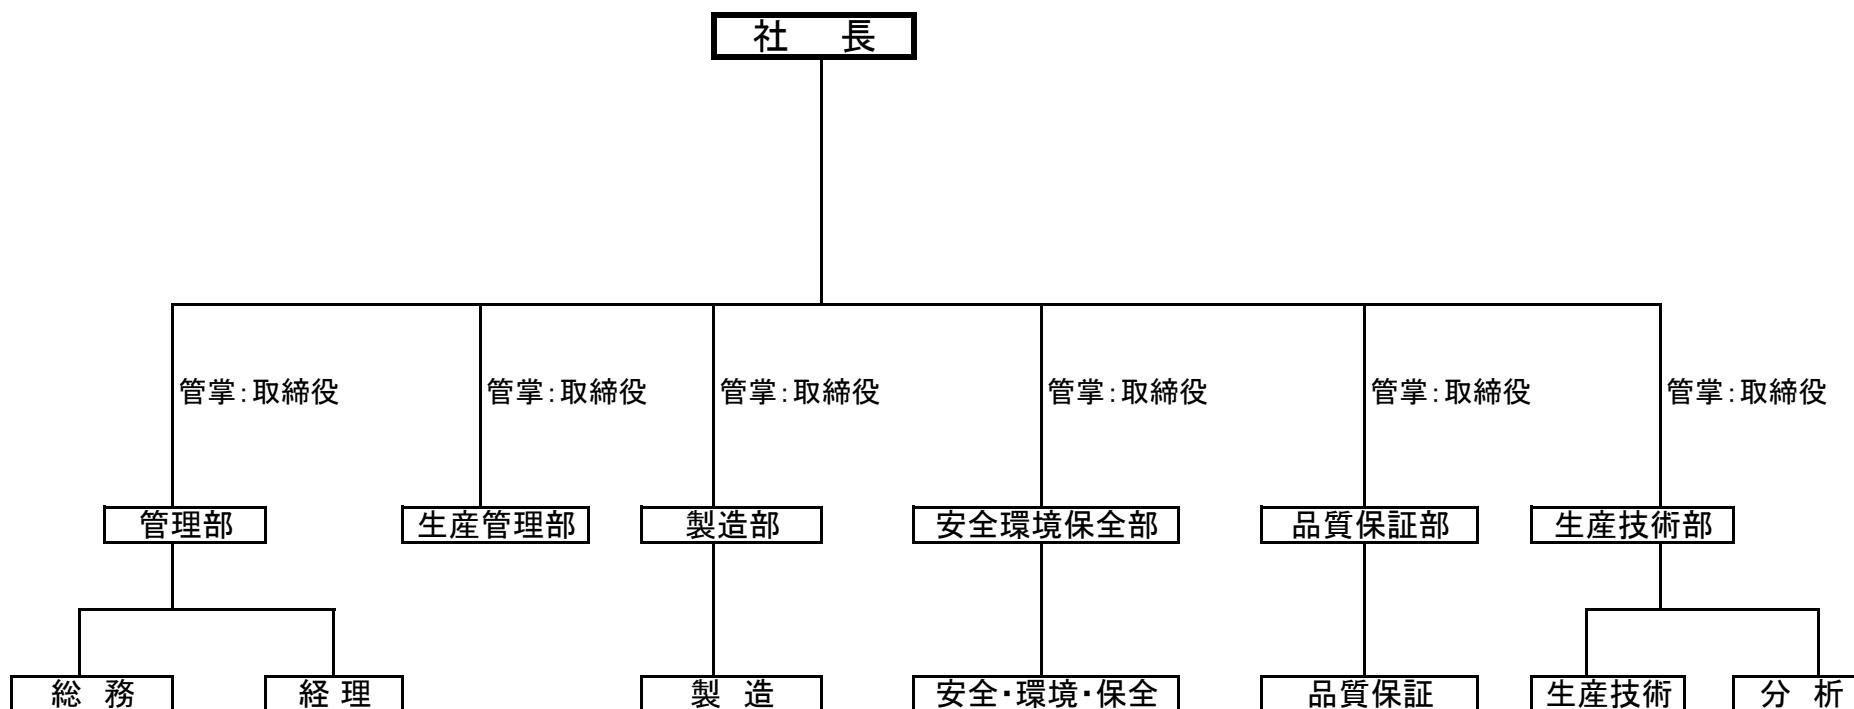 社　長
管掌：取締役 管掌：取締役 管掌：取締役 管掌：取締役 管掌：取締役 管掌：取締役
管理部 生産管理部 製造部 安全環境保全部 品質保証部 生産技術部
総　務 経 理 製　造 安全・環境・保全 品質保証 生産技術 分　析